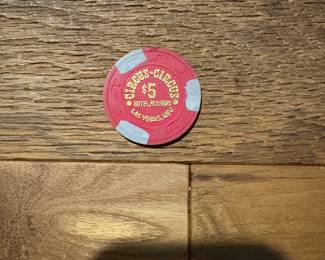 CIRCUS-CIRCUS
$5
HOTEL/CASINO
LAS VEGAS, NEV.